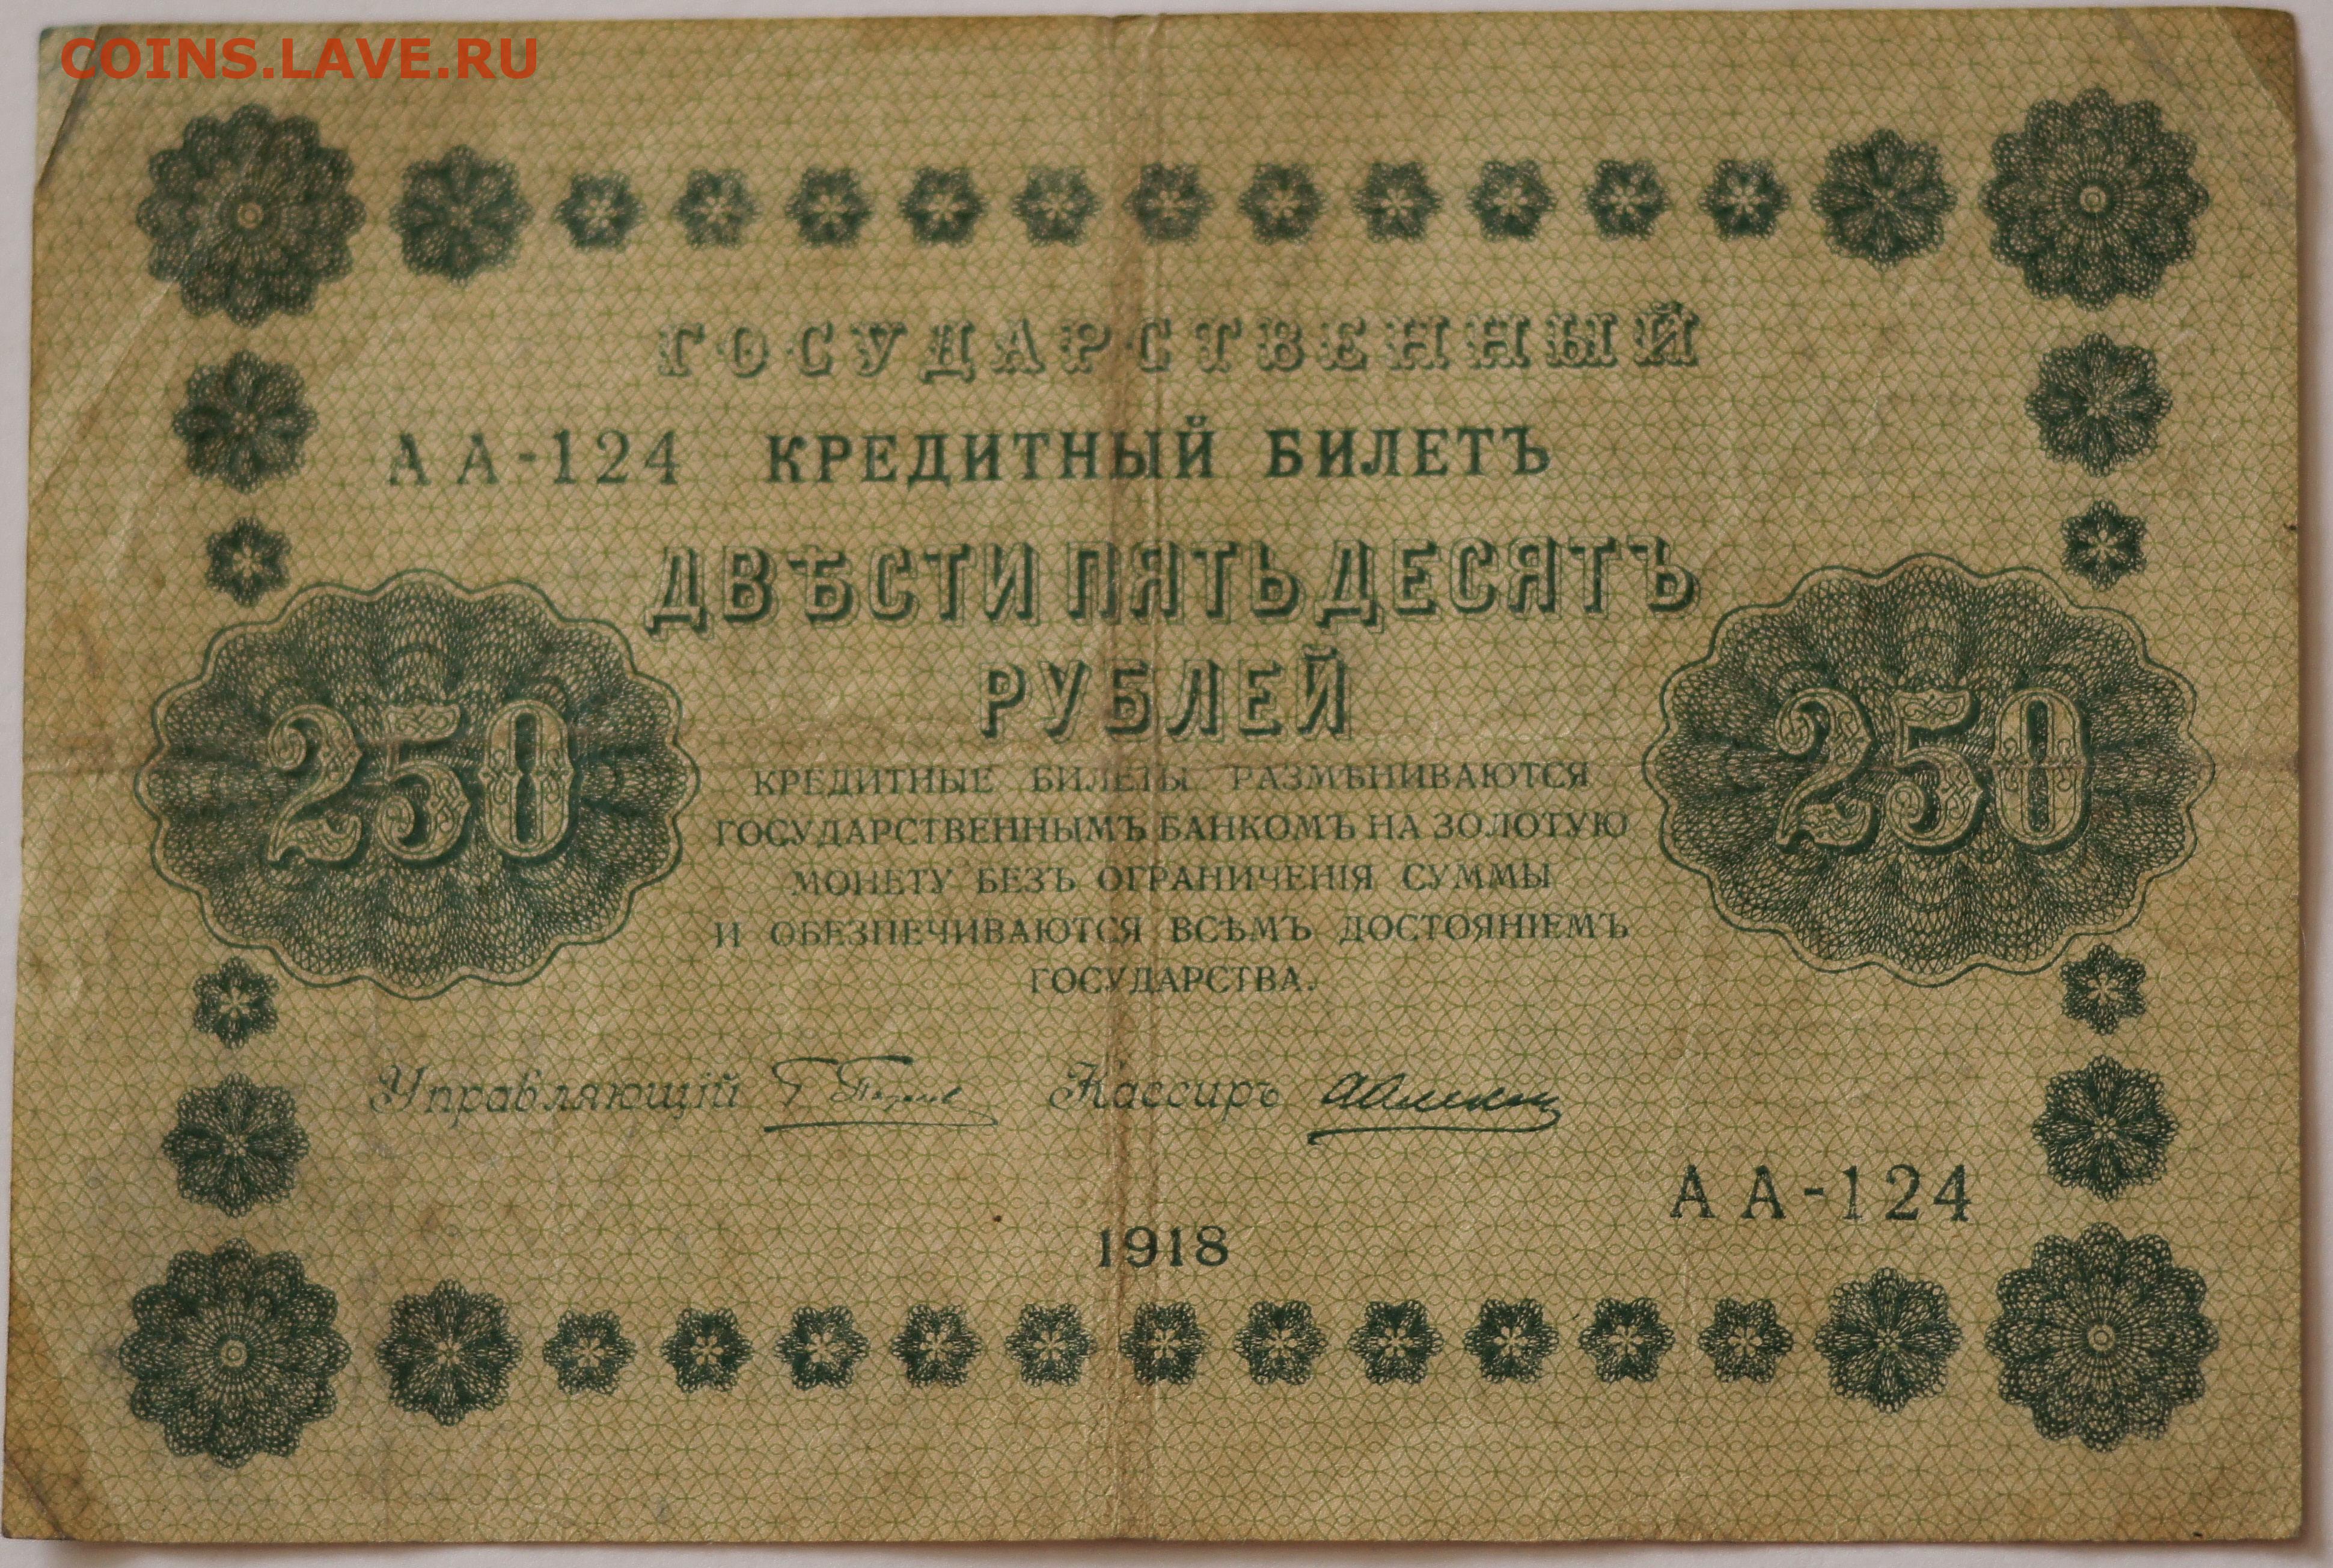 COINS.LAVE.RU
ГОСУДАРСТВЕННЫЙ
АА-124 КРЕДИТНЫЙ БИЛЕТЪ
ДВѢСТИ ПЯТЬДЕСЯТЪ
РУБЛЕЙ
250 250
КРЕДИТНЫЕ БИЛЕТЫ РАЗМѢНИВАЮТСЯ
ГОСУДАРСТВЕННЫМЪ БАНКОМЪ НА ЗОЛОТУЮ
МОНЕТУ БЕЗЪ ОГРАНИЧЕНІЯ СУММЫ
И ОБЕЗПЕЧИВАЮТСЯ ВСѢМЪ ДОСТОЯНІЕМЪ
ГОСУДАРСТВА.
Управляющій Кассиръ
АА-124
1918